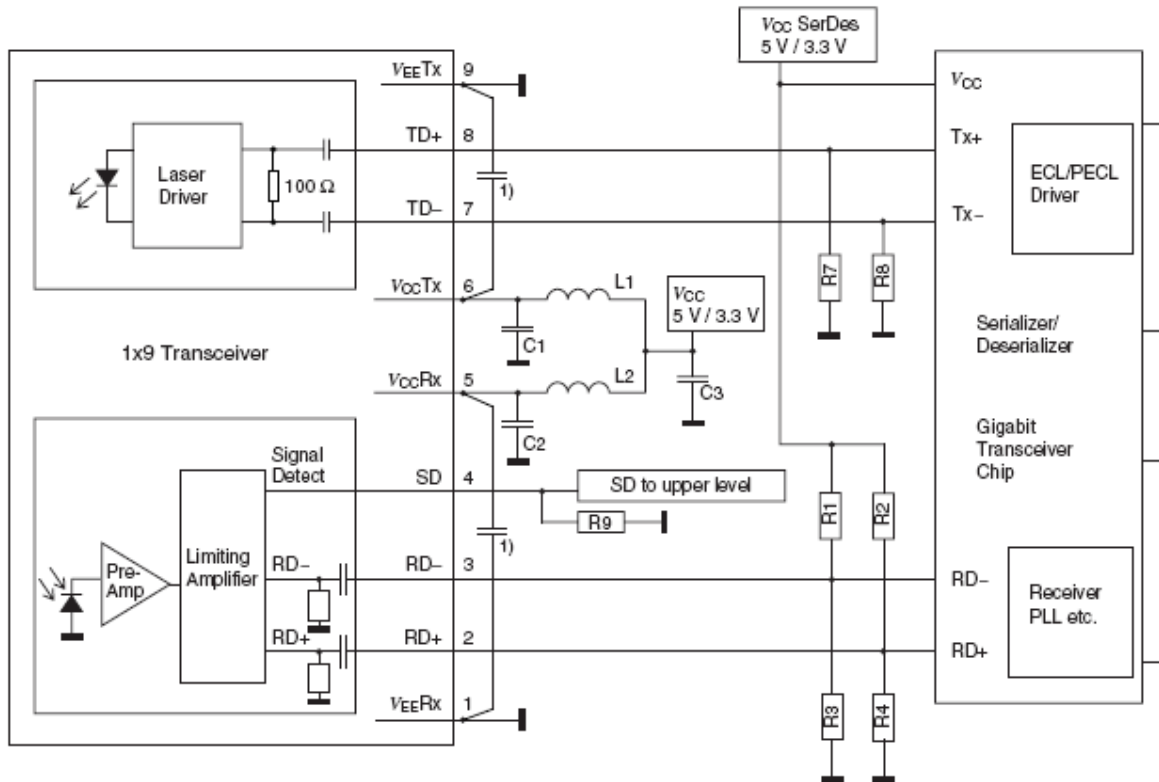 VCC SerDes
5 V / 3.3 V
VEETx 9
VCC
TD+ 8
Tx+
Laser
Driver
100 Ω
1)
ECL/PECL
Driver
TD− 7
Tx−
R7
R8
VCCTx 6
L1
VCC
5 V / 3.3 V
C1
Serializer/
Deserializer
1x9 Transceiver
VCCRx 5
L2
C3
C2
Gigabit
Transceiver
Chip
Signal
Detect
SD 4
SD to upper level
R9
R1
R2
1)
Pre-
Amp
Limiting
Amplifier
RD−
RD− 3
RD−
Receiver
PLL etc.
RD+
RD+ 2
RD+
VEERx 1
R3
R4